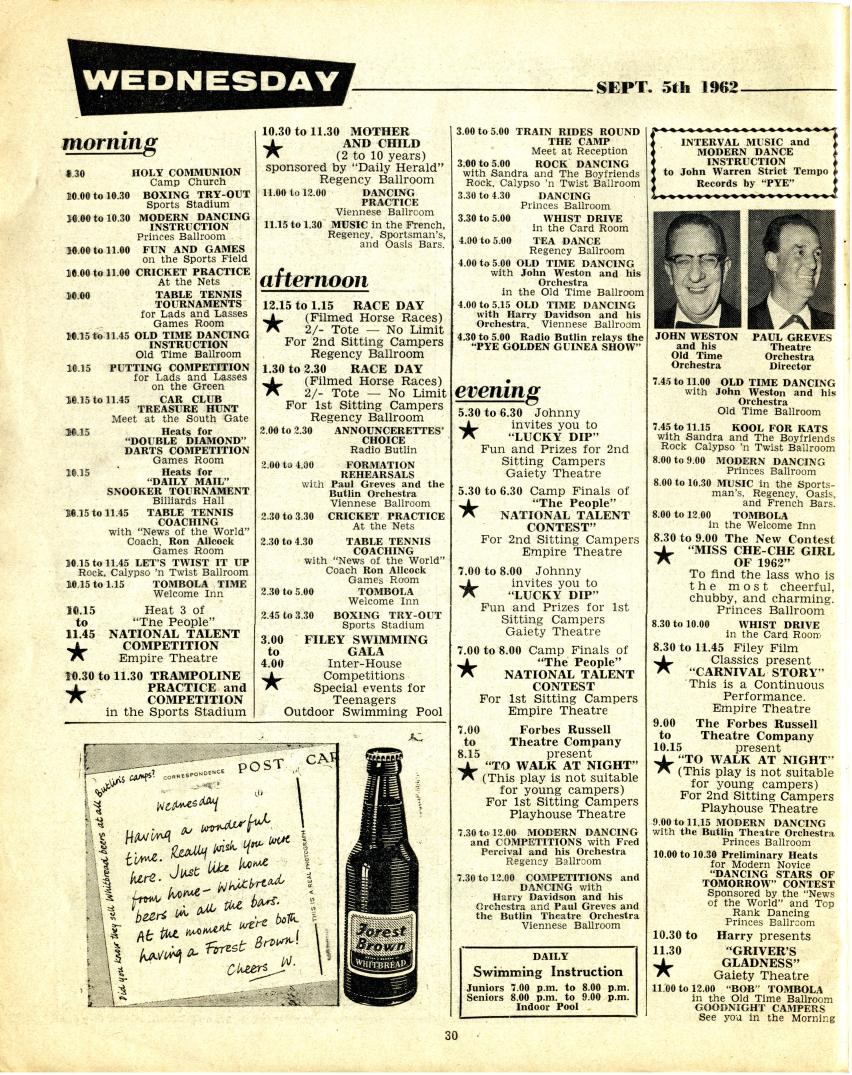 WEDNESDAY
SEPT. 5th 1962
morning
8.30 HOLY COMMUNION
Camp Church
10.00 to 10.30 BOXING TRY-OUT
Sports Stadium
10.00 to 10.30 MODERN DANCING
INSTRUCTION
Princes Ballroom
10.00 to 11.00 FUN AND GAMES
on the Sports Field
10.00 to 11.00 CRICKET PRACTICE
At the Nets
10.00 TABLE TENNIS
TOURNAMENTS
for Lads and Lasses
Games Room
10.15 to 11.45 OLD TIME DANCING
INSTRUCTION
Old Time Ballroom
10.15 PUTTING COMPETITION
for Lads and Lasses
on the Green
10.15 to 11.45 CAR CLUB
TREASURE HUNT
Meet at the South Gate
10.15 Heats for
"DOUBLE DIAMOND"
DARTS COMPETITION
Games Room
10.15 Heats for
"DAILY MAIL"
SNOOKER TOURNAMENT
Billiards Hall
10.15 to 11.45 TABLE TENNIS
COACHING
with "News of the World"
Coach, Ron Allcock
Games Room
10.15 to 11.45 LET'S TWIST IT UP
Rock, Calypso 'n Twist Ballroom
10.15 to 1.15 TOMBOLA TIME
Welcome Inn
10.15 Heat 3 of
to "The People"
11.45 NATIONAL TALENT
COMPETITION
Empire Theatre
10.30 to 11.30 TRAMPOLINE
PRACTICE and
COMPETITION
in the Sports Stadium
10.30 to 11.30 MOTHER
AND CHILD
(2 to 10 years)
sponsored by "Daily Herald"
Regency Ballroom
11.00 to 12.00 DANCING
PRACTICE
Viennese Ballroom
11.15 to 1.30 MUSIC in the French,
Regency, Sportsman's,
and Oasis Bars.
afternoon
12.15 to 1.15 RACE DAY
(Filmed Horse Races)
2/- Tote — No Limit
For 2nd Sitting Campers
Regency Ballroom
1.30 to 2.30 RACE DAY
(Filmed Horse Races)
2/- Tote — No Limit
For 1st Sitting Campers
Regency Ballroom
2.00 to 2.30 ANNOUNCERETTES'
CHOICE
Radio Butlin
2.00 to 4.00 FORMATION
REHEARSALS
with Paul Greves and the
Butlin Orchestra
Viennese Ballroom
2.30 to 3.30 CRICKET PRACTICE
At the Nets
2.30 to 4.30 TABLE TENNIS
COACHING
with "News of the World"
Coach Ron Allcock
Games Room
2.30 to 5.00 TOMBOLA
Welcome Inn
2.45 to 3.30 BOXING TRY-OUT
Sports Stadium
3.00 FILEY SWIMMING
to GALA
4.00 Inter-House
Competitions
Special events for
Teenagers
Outdoor Swimming Pool
3.00 to 5.00 TRAIN RIDES ROUND
THE CAMP
Meet at Reception
3.00 to 5.00 ROCK DANCING
with Sandra and The Boyfriends
Rock, Calypso 'n Twist Ballroom
3.30 to 4.30 DANCING
Princes Ballroom
3.30 to 5.00 WHIST DRIVE
in the Card Room
4.00 to 5.00 TEA DANCE
Regency Ballroom
4.00 to 5.00 OLD TIME DANCING
with John Weston and his
Orchestra
in the Old Time Ballroom
4.00 to 5.15 OLD TIME DANCING
with Harry Davidson and his
Orchestra. Viennese Ballroom
4.30 to 5.00 Radio Butlin relays the
"PYE GOLDEN GUINEA SHOW"
evening
5.30 to 6.30 Johnny
invites you to
"LUCKY DIP"
Fun and Prizes for 2nd
Sitting Campers
Gaiety Theatre
5.30 to 6.30 Camp Finals of
"The People"
NATIONAL TALENT
CONTEST"
For 2nd Sitting Campers
Empire Theatre
7.00 to 8.00 Johnny
invites you to
"LUCKY DIP"
Fun and Prizes for 1st
Sitting Campers
Gaiety Theatre
7.00 to 8.00 Camp Finals of
"The People"
NATIONAL TALENT
CONTEST
For 1st Sitting Campers
Empire Theatre
7.00 Forbes Russell
to Theatre Company
8.15 present
"TO WALK AT NIGHT"
(This play is not suitable
for young campers)
For 1st Sitting Campers
Playhouse Theatre
7.30 to 12.00 MODERN DANCING
and COMPETITIONS with Fred
Percival and his Orchestra
Regency Ballroom
7.30 to 12.00 COMPETITIONS and
DANCING with
Harry Davidson and his
Orchestra and Paul Greves and
the Butlin Theatre Orchestra
Viennese Ballroom
DAILY
Swimming Instruction
Juniors 7.00 p.m. to 8.00 p.m.
Seniors 8.00 p.m. to 9.00 p.m.
Indoor Pool
INTERVAL MUSIC and
MODERN DANCE
INSTRUCTION
to John Warren Strict Tempo
Records by "PYE"
JOHN WESTON
and his
Old Time
Orchestra
PAUL GREVES
Theatre
Orchestra
Director
7.45 to 11.00 OLD TIME DANCING
with John Weston and his
Orchestra
Old Time Ballroom
7.45 to 11.15 KOOL FOR KATS
with Sandra and The Boyfriends
Rock Calypso 'n Twist Ballroom
8.00 to 9.00 MODERN DANCING
Princes Ballroom
8.00 to 10.30 MUSIC in the Sports-
man's, Regency, Oasis,
and French Bars.
8.00 to 12.00 TOMBOLA
in the Welcome Inn
8.30 to 9.00 The New Contest
"MISS CHE-CHE GIRL
OF 1962"
To find the lass who is
the most cheerful,
chubby, and charming.
Princes Ballroom
8.30 to 10.00 WHIST DRIVE
in the Card Room
8.30 to 11.45 Filey Film
Classics present
"CARNIVAL STORY"
This is a Continuous
Performance.
Empire Theatre
9.00 The Forbes Russell
to Theatre Company
10.15 present
"TO WALK AT NIGHT"
(This play is not suitable
for young campers)
For 2nd Sitting Campers
Playhouse Theatre
9.00 to 11.15 MODERN DANCING
with the Butlin Theatre Orchestra
Princes Ballroom
10.00 to 10.30 Preliminary Heats
for Modern Novice
"DANCING STARS OF
TOMORROW" CONTEST
Sponsored by the "News
of the World" and Top
Rank Dancing
Princes Ballroom
10.30 to Harry presents
11.30 "GRIVER'S
GLADNESS"
Gaiety Theatre
11.00 to 12.00 "BOB" TOMBOLA
in the Old Time Ballroom
GOODNIGHT CAMPERS
See you in the Morning
Did you know they sell Whitbread beers at all Butlin's camps?
CORRESPONDENCE POST CAR
Wednesday
Having a wonderful
time. Really wish you were
here. Just like home
from home – Whitbread
beers in all the bars.
At the moment we're both
having a Forest Brown!
Cheers W.
THIS IS A REAL PHOTOGRAPH
Forest
Brown
WHITBREAD
30